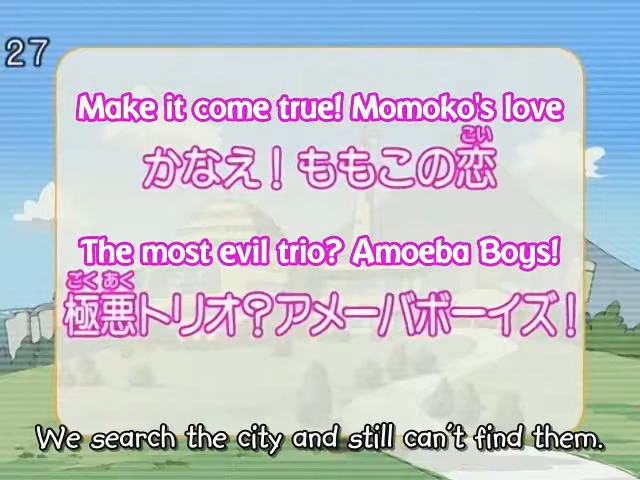 27
Make it come true! Momoko's love
こい
かなえ！ももこの恋
The most evil trio? Amoeba Boys!
ごくあく
極悪トリオ？アメーバボーイズ！
We search the city and still can't find them.